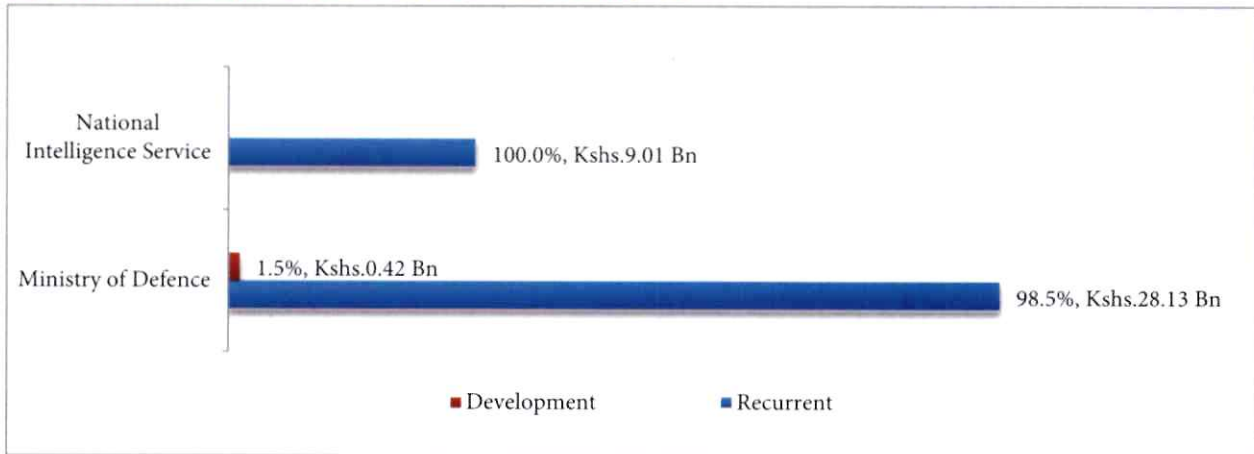 National
Intelligence Service
100.0%, Kshs.9.01 Bn
1.5%, Kshs.0.42 Bn
Ministry of Defence
98.5%, Kshs.28.13 Bn
Development
Recurrent